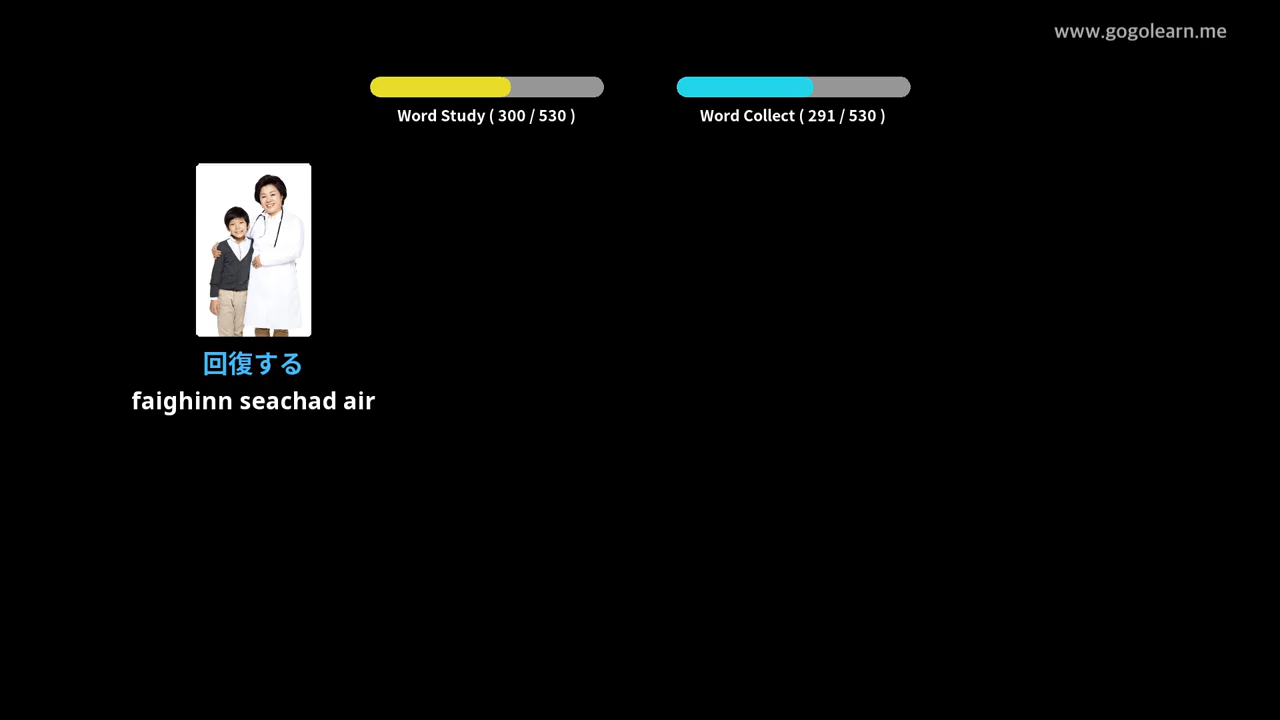 www.gogolearn.me
Word Study ( 300 / 530 )
Word Collect ( 291 / 530 )
回復する
faighinn seachad air